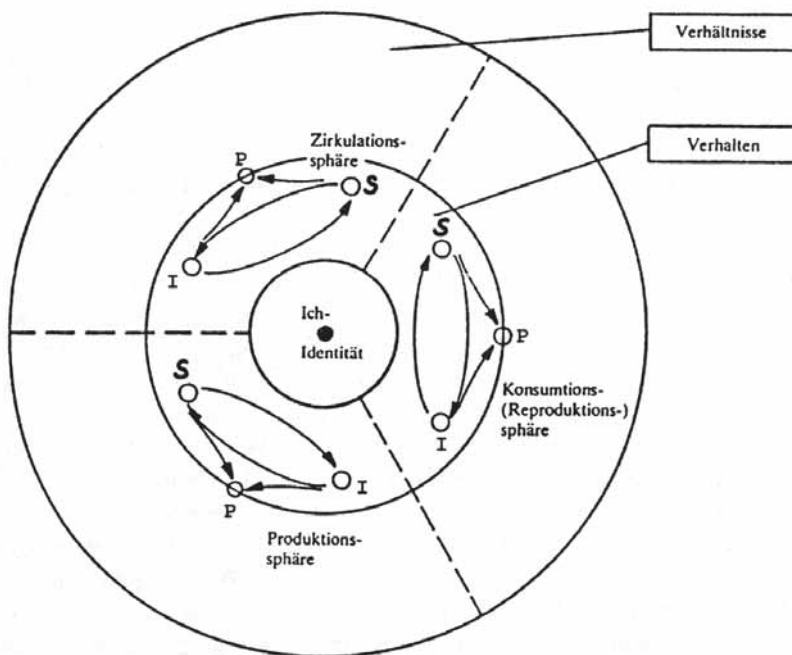 Verhältnisse
Verhalten
Zirkulations-
sphäre
P
S
I
S
P
I
Ich-
Identität
Konsumtions-
(Reproduktions-)
sphäre
S
I
P
Produktions-
sphäre